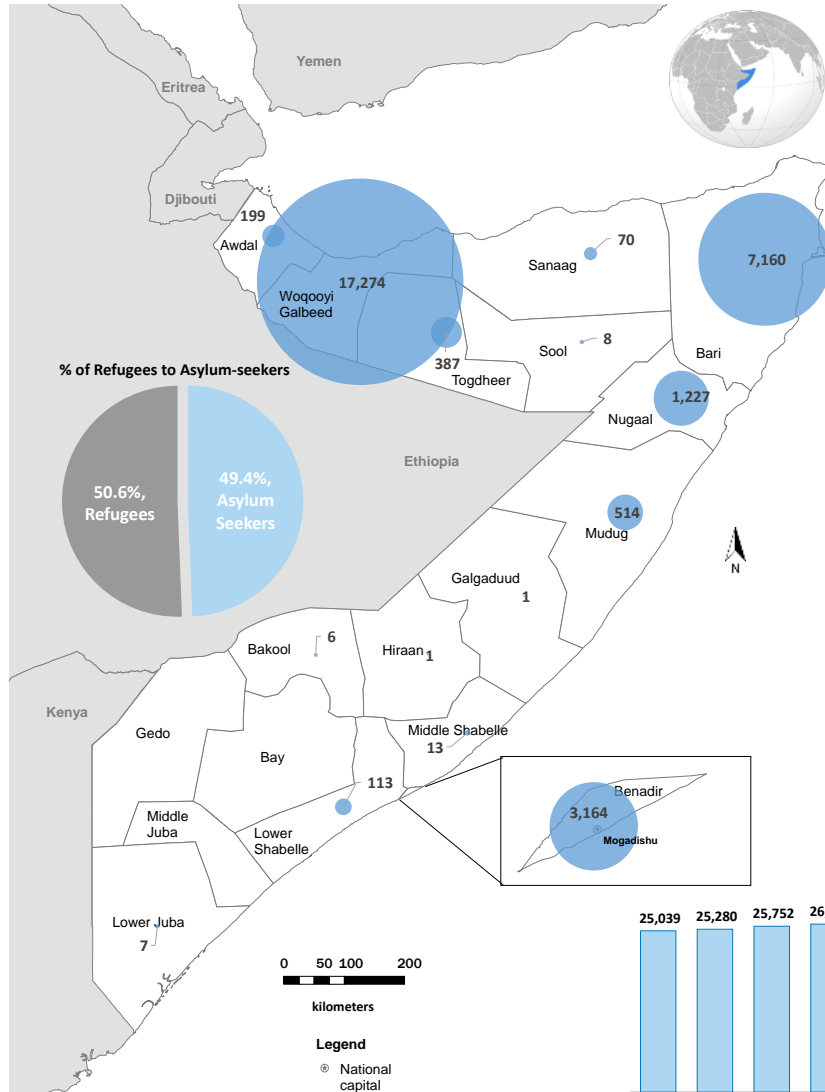 Yemen
Eritrea
Djibouti
199
Awdal
17,274
Woqooyi
Galbeed
70
Sanaag
7,160
8
Sool
387
Togdheer
Bari
1,227
Nugaal
% of Refugees to Asylum-seekers
50.6%,
Refugees
49.4%,
Asylum
Seekers
Ethiopia
514
Mudug
N
Galgaduud
1
6
Bakool
Hiraan
1
Kenya
Gedo
Bay
Middle Shabelle
13
113
Middle
Juba
Lower
Shabelle
Benadir
3,164
Mogadishu
Lower Juba
7
25,039 25,280 25,752 26
0 50 100 200
kilometers
Legend
National
capital